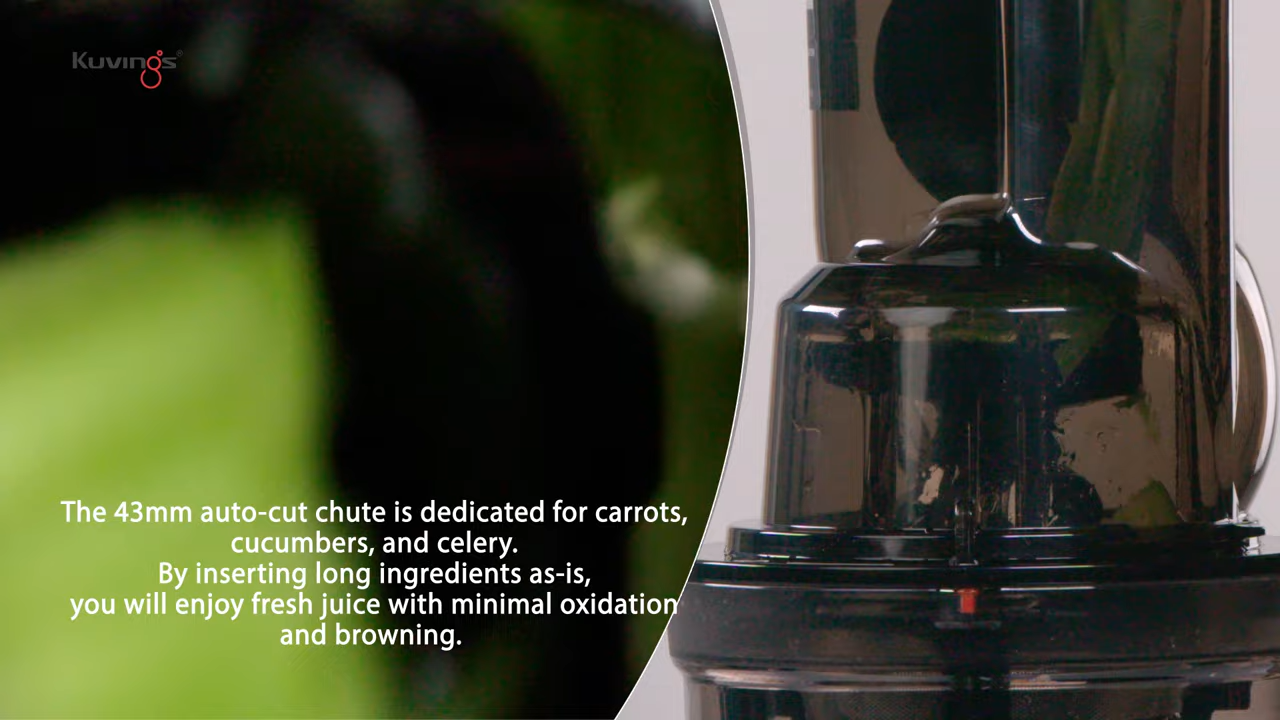 Kuvings®
The 43mm auto-cut chute is dedicated for carrots,
cucumbers, and celery.
By inserting long ingredients as-is,
you will enjoy fresh juice with minimal oxidation
and browning.